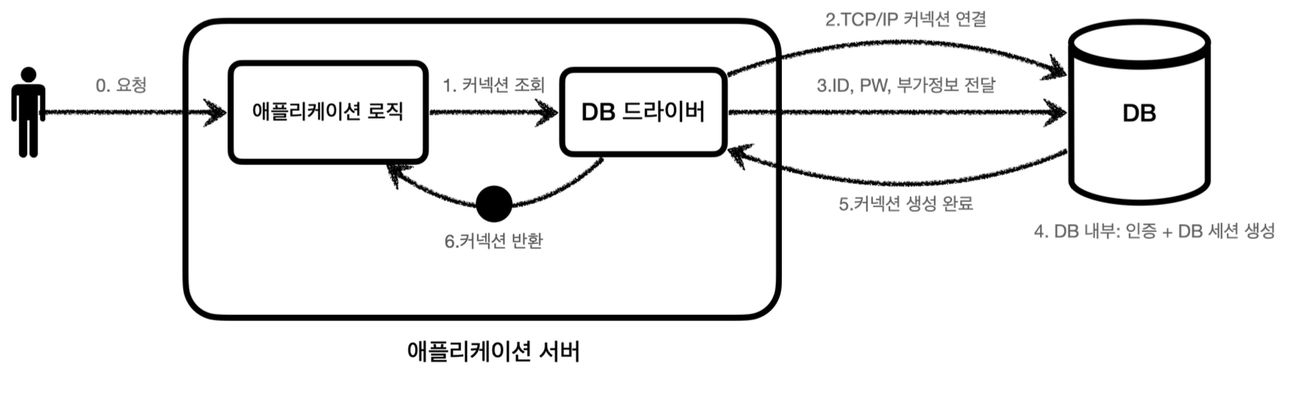 2.TCP/IP 커넥션 연결
0. 요청
1. 커넥션 조회
3.ID, PW, 부가정보 전달
애플리케이션 로직
DB 드라이버
DB
5.커넥션 생성 완료
6.커넥션 반환
4. DB 내부: 인증 + DB 세션 생성
애플리케이션 서버